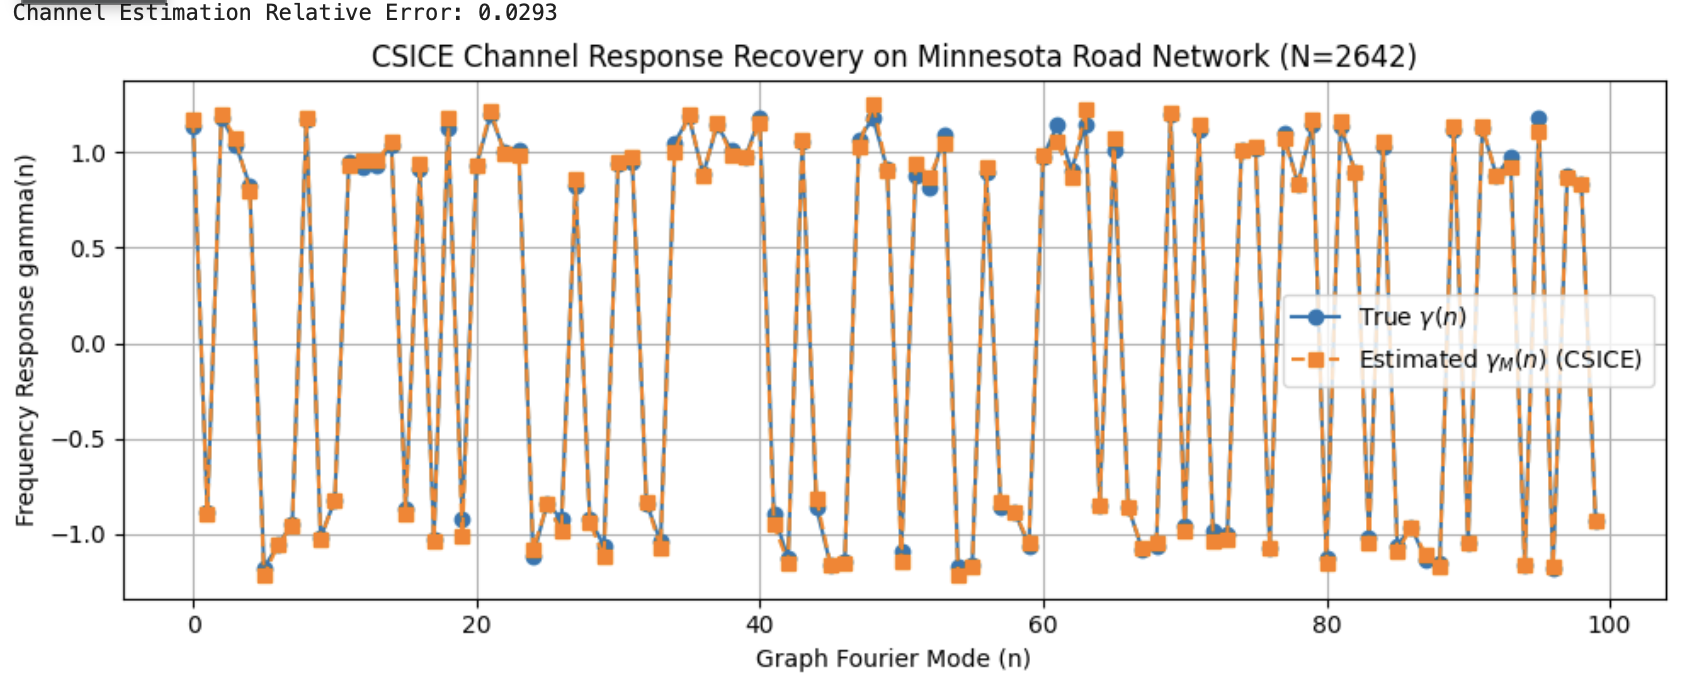 Channel Estimation Relative Error: 0.0293
CSICE Channel Response Recovery on Minnesota Road Network (N=2642)
Frequency Response gamma(n)
1.0
0.5
0.0
−0.5
−1.0
True γ(n)
Estimated γM(n) (CSICE)
0 20 40 60 80 100
Graph Fourier Mode (n)